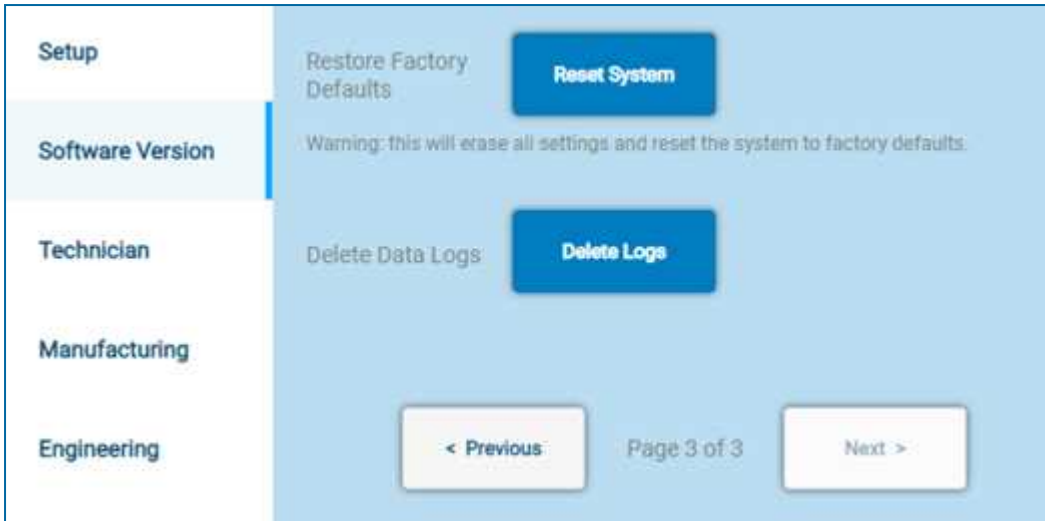 Setup
Software Version
Technician
Manufacturing
Engineering
Restore Factory
Defaults
Reset System
Warning: this will erase all settings and reset the system to factory defaults.
Delete Data Logs
Delete Logs
< Previous
Page 3 of 3
Next >